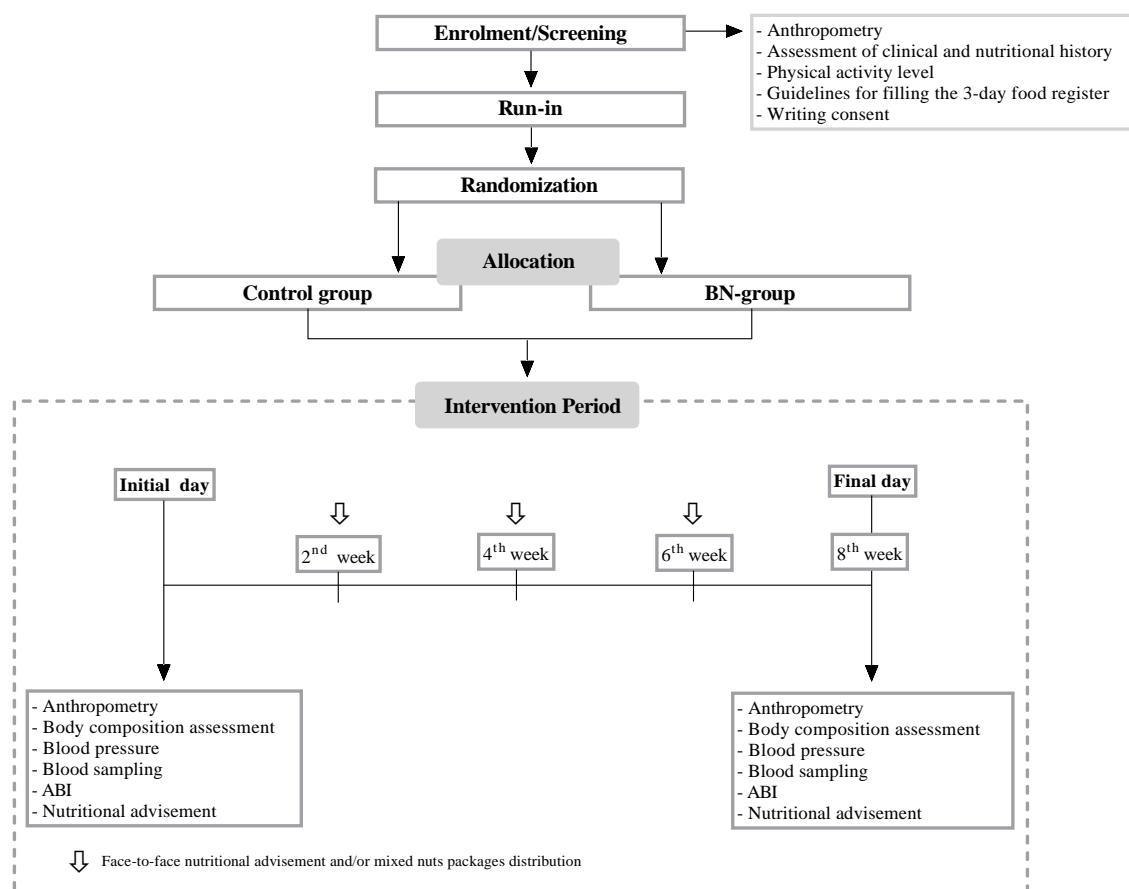 Enrolment/Screening
- Anthropometry
- Assessment of clinical and nutritional history
- Physical activity level
- Guidelines for filling the 3-day food register
- Writing consent
Run-in
Randomization
Allocation
Control group
BN-group
Intervention Period
Initial day
Final day
2nd week
4th week
6th week
8th week
- Anthropometry
- Body composition assessment
- Blood pressure
- Blood sampling
- ABI
- Nutritional advisement
- Anthropometry
- Body composition assessment
- Blood pressure
- Blood sampling
- ABI
- Nutritional advisement
Face-to-face nutritional advisement and/or mixed nuts packages distribution